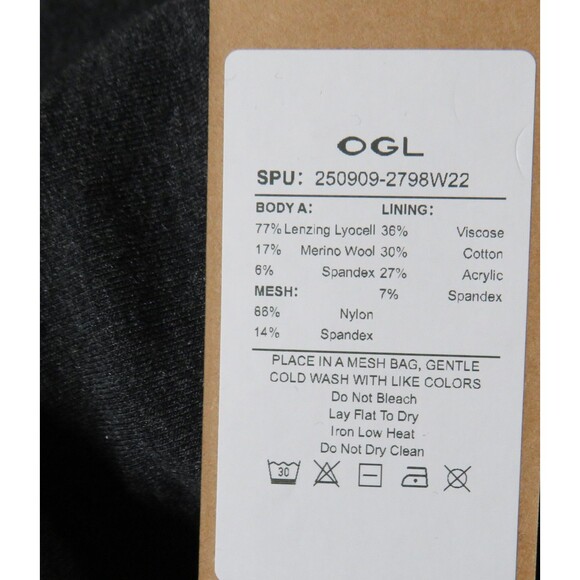 OGL
SPU: 250909-2798W22
BODY A: LINING:
77% Lenzing Lyocell 36% Viscose
17% Merino Wool 30% Cotton
6% Spandex 27% Acrylic
MESH: 7% Spandex
86% Nylon
14% Spandex
PLACE IN A MESH BAG, GENTLE
COLD WASH WITH LIKE COLORS
Do Not Bleach
Lay Flat To Dry
Iron Low Heat
Do Not Dry Clean
30